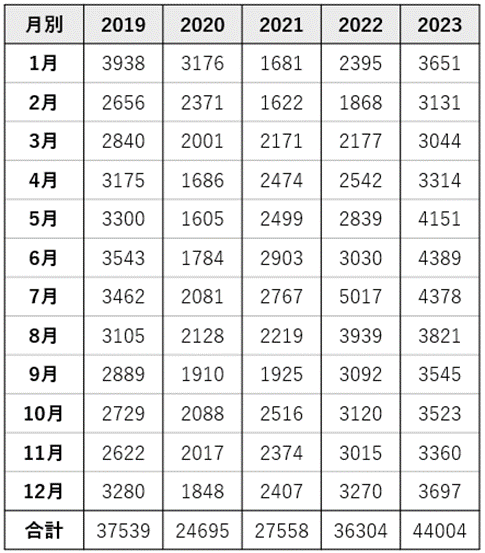 月別 2019 2020 2021 2022 2023
1月 3938 3176 1681 2395 3651
2月 2656 2371 1622 1868 3131
3月 2840 2001 2171 2177 3044
4月 3175 1686 2474 2542 3314
5月 3300 1605 2499 2839 4151
6月 3543 1784 2903 3030 4389
7月 3462 2081 2767 5017 4378
8月 3105 2128 2219 3939 3821
9月 2889 1910 1925 3092 3545
10月 2729 2088 2516 3120 3523
11月 2622 2017 2374 3015 3360
12月 3280 1848 2407 3270 3697
合計 37539 24695 27558 36304 44004